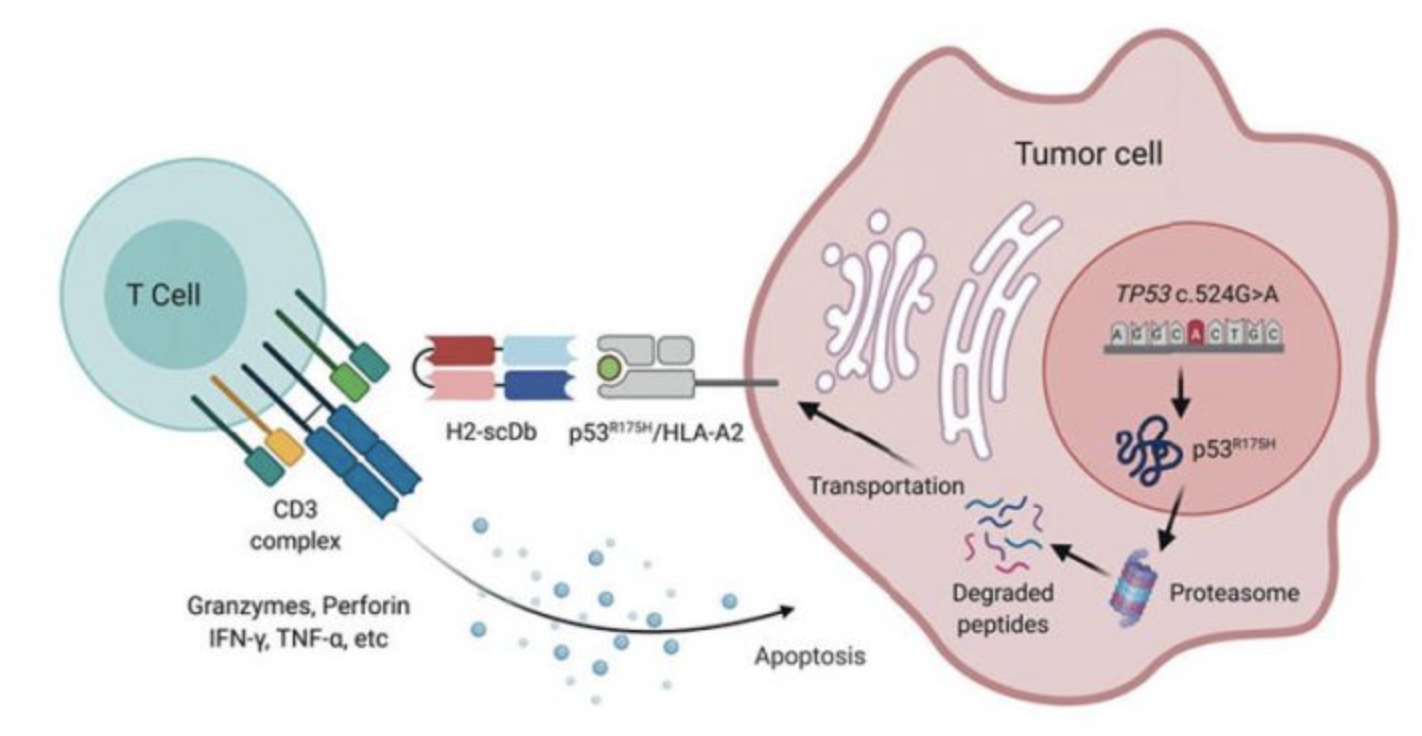 Tumor cell
T Cell
TP53 c.524G>A
A G G C A C T G C
p53R175H
H2-scDb
p53R175H/HLA-A2
Transportation
CD3
complex
Degraded
peptides
Proteasome
Granzymes, Perforin
IFN-γ, TNF-α, etc
Apoptosis